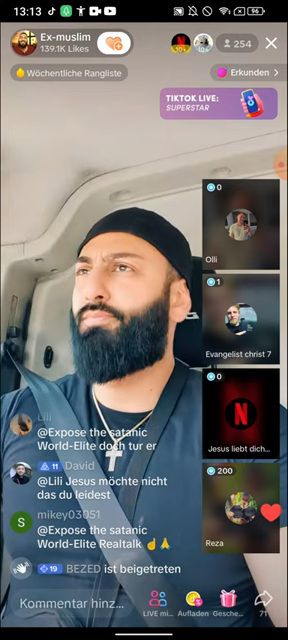 13:13
56
Ex-muslim
139.1K Likes
10+
40+
254
Wöchentliche Rangliste
Erkunden >
TIKTOK LIVE:
SUPERSTAR
0
Olli
1
Evangelist christ 7
0
N
Jesus liebt dich...
200
Reza
Lili
@Expose the satanic
World-Elite doch tur er
11 David
@Lili Jesus möchte nicht
das du leidest
S
mikey03051
@Expose the satanic
World-Elite Realtalk ☝️🙏
19 BEZED ist beigetreten
Kommentar hinz...
LIVE mi...
Aufladen
Gesche...
71